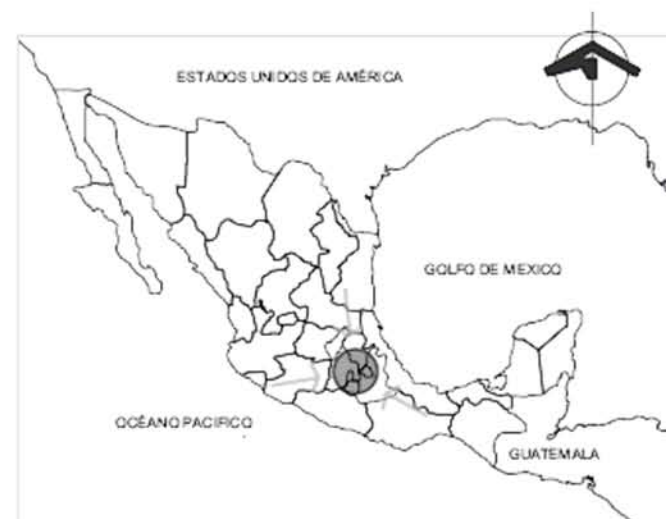 ESTADOS UNIDOS DE AMÉRICA
GOLFO DE MEXICO
OCÉANO PACIFICO
GUATEMALA